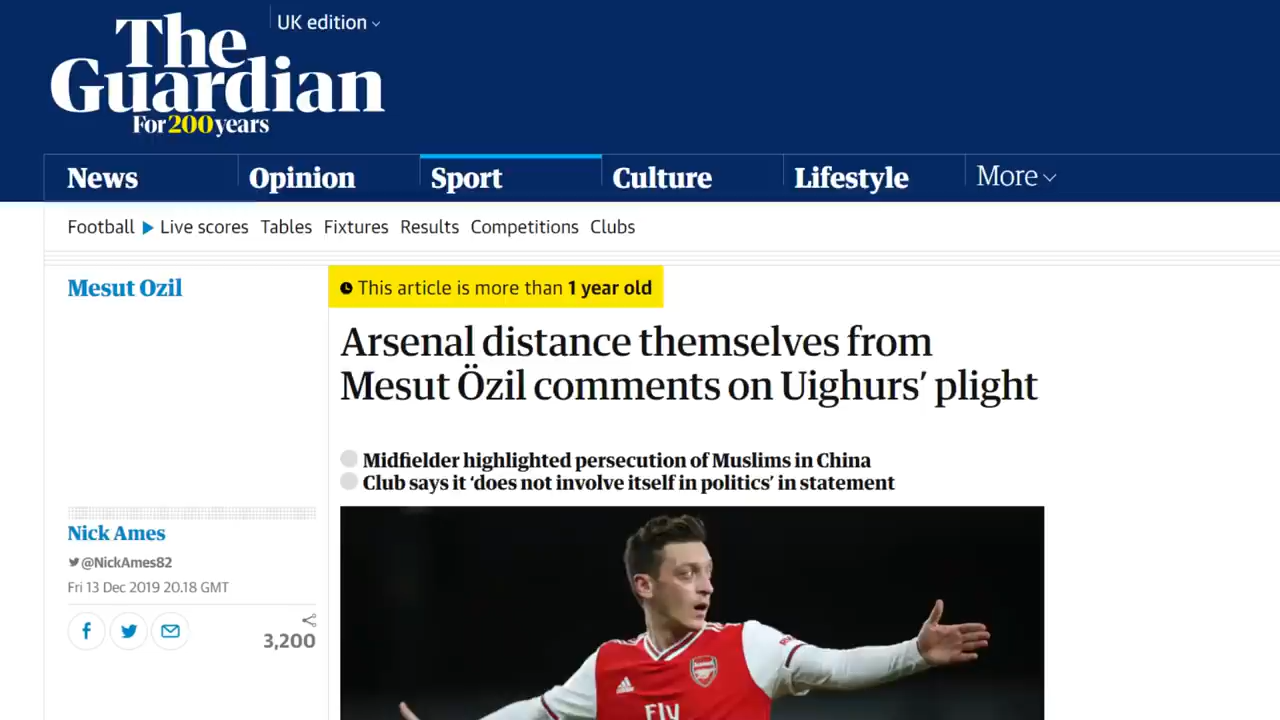 UK edition
The
Guardian
For 200 years
News Opinion Sport Culture Lifestyle More
Football Live scores Tables Fixtures Results Competitions Clubs
Mesut Ozil
This article is more than 1 year old
Arsenal distance themselves from
Mesut Özil comments on Uighurs’ plight
Midfielder highlighted persecution of Muslims in China
Club says it ‘does not involve itself in politics’ in statement
Nick Ames
@NickAmes82
Fri 13 Dec 2019 20.18 GMT
3,200
Arsenal
Fly